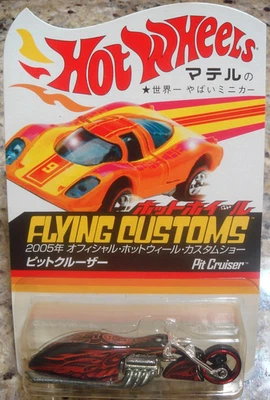 Hot Wheels
マテルの
★世界一 やばいミニカー
9
ホットホイール
FLYING CUSTOMS
2005年 オフィシャル・ホットウィール・カスタムショー
ピットクルーザー
Pit Cruiser